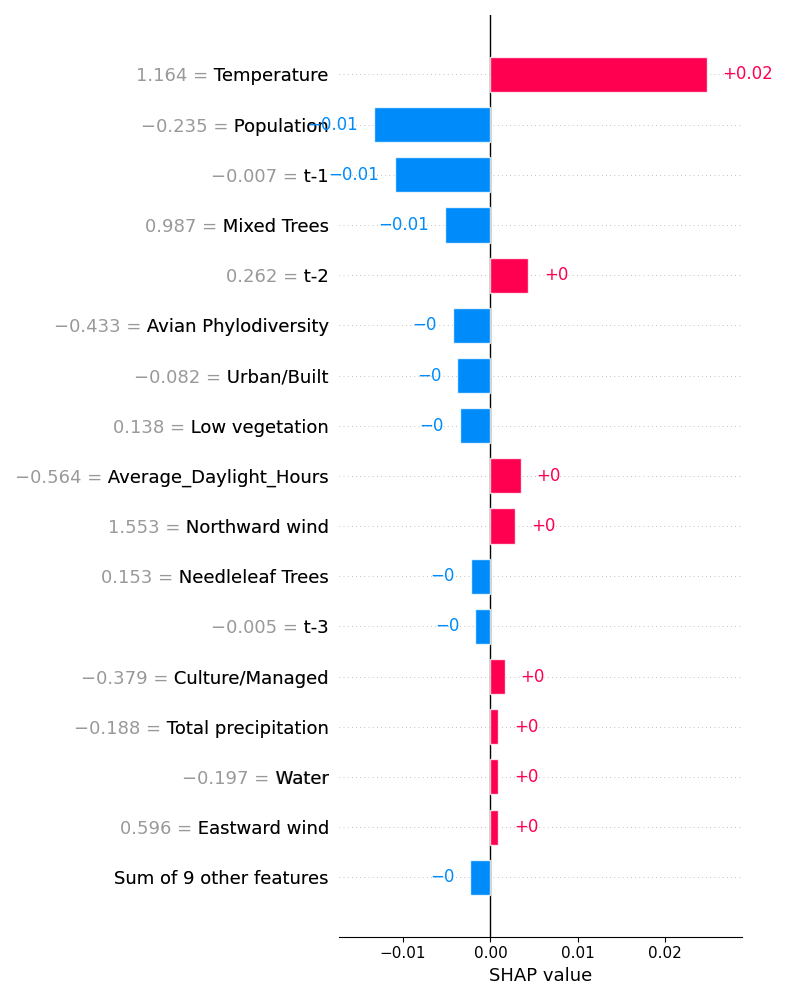 1.164 = Temperature +0.02
−0.235 = Population −0.01
−0.007 = t-1 −0.01
0.987 = Mixed Trees −0.01
0.262 = t-2 +0
−0.433 = Avian Phylodiversity −0
−0.082 = Urban/Built −0
0.138 = Low vegetation −0
−0.564 = Average_Daylight_Hours +0
1.553 = Northward wind +0
0.153 = Needleleaf Trees −0
−0.005 = t-3 −0
−0.379 = Culture/Managed +0
−0.188 = Total precipitation +0
−0.197 = Water +0
0.596 = Eastward wind +0
Sum of 9 other features −0
−0.01 0.00 0.01 0.02
SHAP value